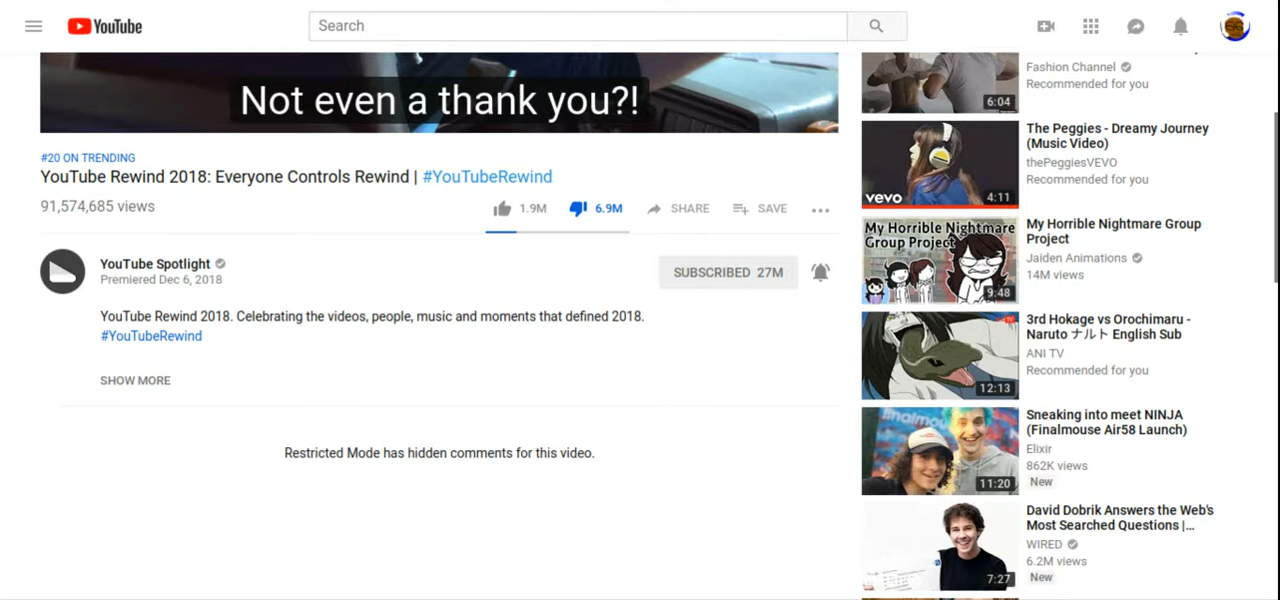 YouTube
Search
Not even a thank you?!
#20 ON TRENDING
YouTube Rewind 2018: Everyone Controls Rewind | #YouTubeRewind
91,574,685 views
1.9M
6.9M
SHARE
SAVE
YouTube Spotlight
Premiered Dec 6, 2018
SUBSCRIBED 27M
YouTube Rewind 2018. Celebrating the videos, people, music and moments that defined 2018.
#YouTubeRewind
SHOW MORE
Restricted Mode has hidden comments for this video.
6:04
Fashion Channel
Recommended for you
vevo
4:11
The Peggies - Dreamy Journey
(Music Video)
thePeggiesVEVO
Recommended for you
My Horrible Nightmare
Group Project
9:48
My Horrible Nightmare Group
Project
Jaiden Animations
14M views
12:13
3rd Hokage vs Orochimaru -
Naruto ナルト English Sub
ANI TV
Recommended for you
finalmouse
11:20
Sneaking into meet NINJA
(Finalmouse Air58 Launch)
Elixir
862K views
New
7:27
David Dobrik Answers the Web's
Most Searched Questions |...
WIRED
6.2M views
New